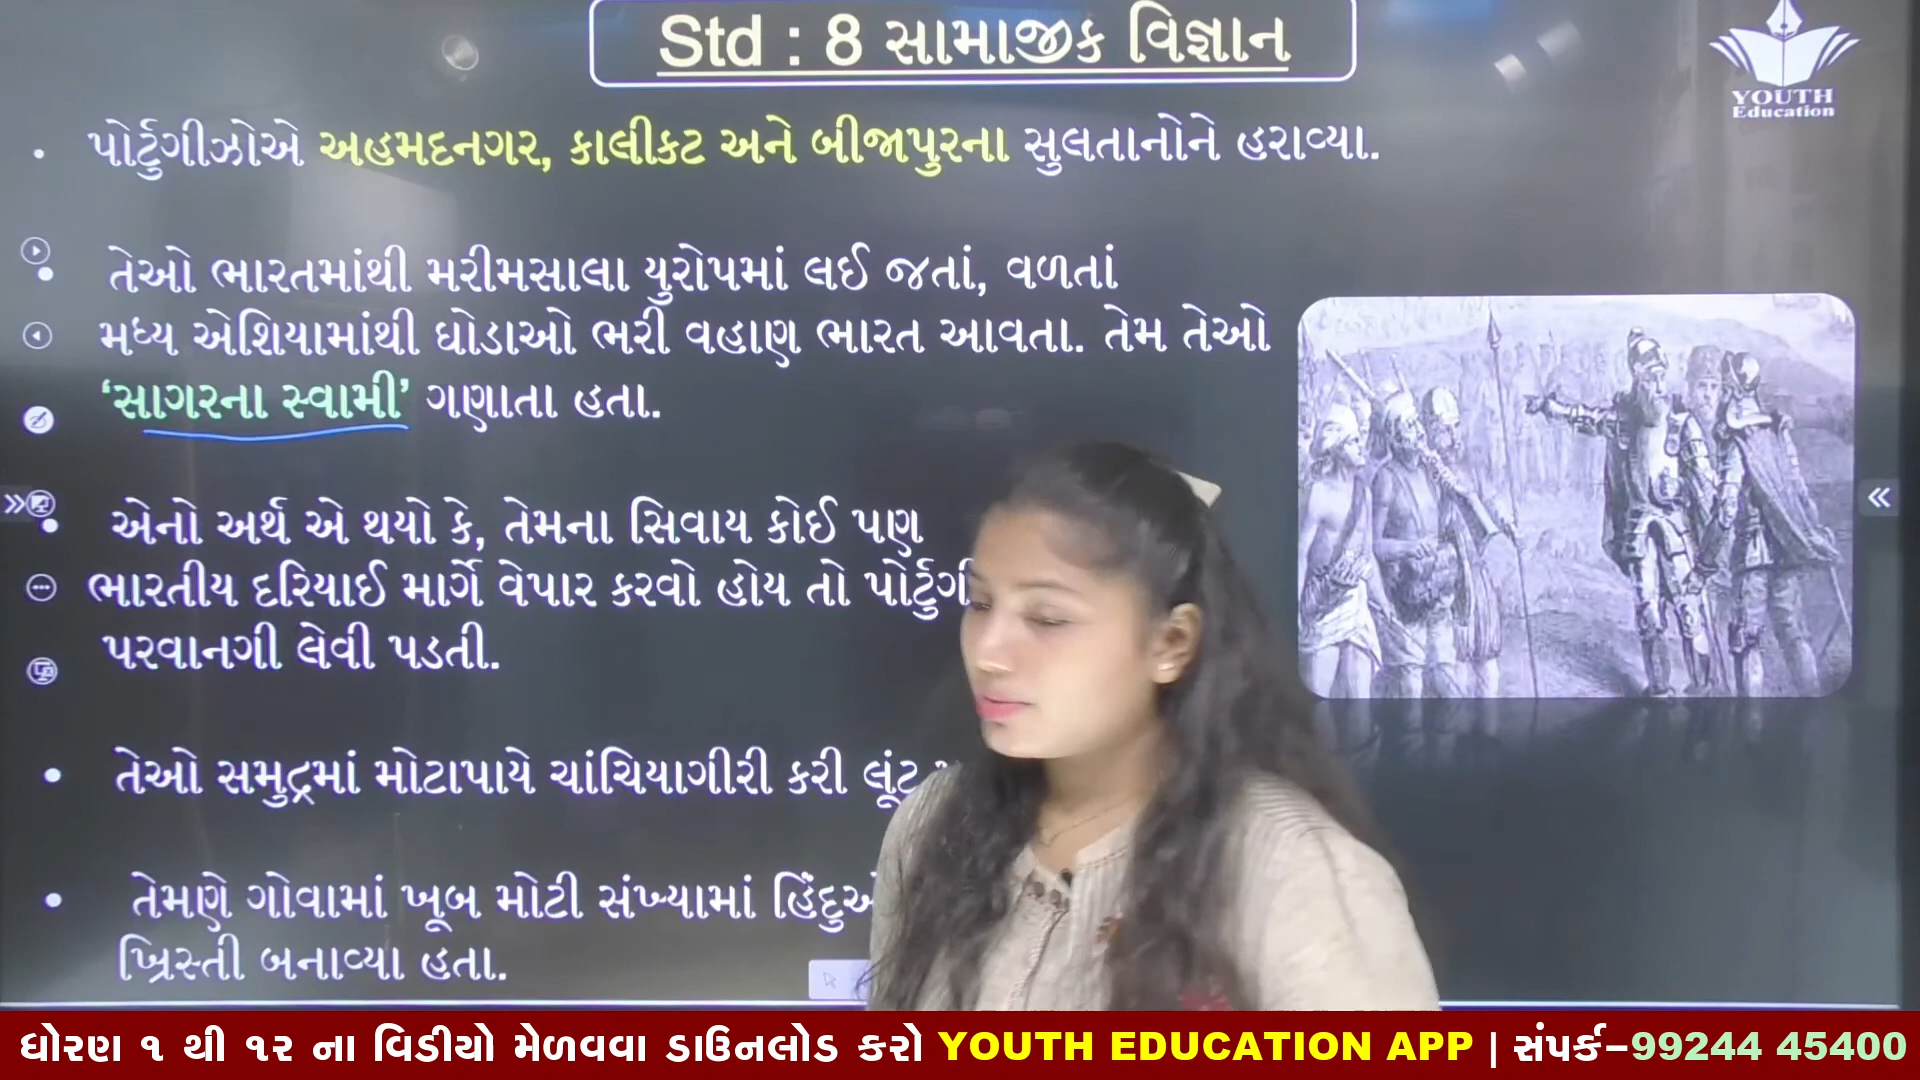 Std : 8 સામાજીક વિજ્ઞાન
YOUTH
Education
• પોર્ટુગીઝોએ અહમદનગર, કાલીકટ અને બીજાપુરના સુલતાનોને હરાવ્યા.
• તેઓ ભારતમાંથી મરીમસાલા યુરોપમાં લઈ જતાં, વળતાં
મધ્ય એશિયામાંથી ઘોડાઓ ભરી વહાણ ભારત આવતા. તેમ તેઓ
‘સાગરના સ્વામી’ ગણાતા હતા.
• એનો અર્થ એ થયો કે, તેમના સિવાય કોઈ પણ
ભારતીય દરિયાઈ માર્ગે વેપાર કરવો હોય તો
પરવાનગી લેવી પડતી.
• તેઓ સમુદ્રમાં મોટાપાયે ચાંચિયાગીરી કરી લૂંટ
• તેમણે ગોવામાં ખૂબ મોટી સંખ્યામાં
ખ્રિસ્તી બનાવ્યા હતા.
ધોરણ ૧ થી ૧૨ ના વિડીયો મેળવવા ડાઉનલોડ કરો YOUTH EDUCATION APP | સંપર્ક-99244 45400